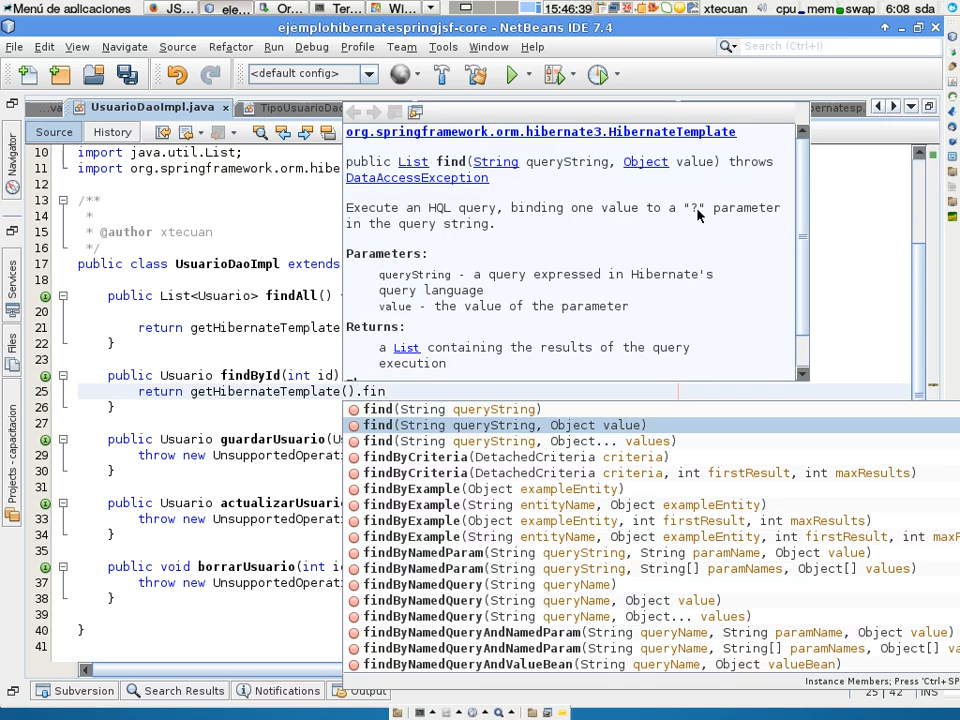 Menú de aplicaciones
JS...
ele...
Or...
Ter...
Wi...
15:46:39
xtecuan
cpu
mem
swap
6:08
sda
ejemplohibernatespringjsf-core - NetBeans IDE 7.4
File Edit View Navigate Source Refactor Run Debug Profile Team Tools Window Help
Search (Ctrl+I)
<default config>
UsuarioDaoImpl.java
TipoUsuarioDao
Source
History
Navigator
Services
Files
Projects - capacitacion
10 import java.util.List;
11 import org.springframework.orm.hibe
12
13 /**
14 *
15 * @author xtecuan
16 */
17 public class UsuarioDaoImpl extends
18
public List<Usuario> findAll()
20
21 return getHibernateTemplate
22 }
23
public Usuario findById(int id)
25 return getHibernateTemplate().fin
26 }
27
public Usuario guardarUsuario(U
29 throw new UnsupportedOperat
30 }
31
public Usuario actualizarUsuari
33 throw new UnsupportedOperat
34 }
35
public void borrarUsuario(int i
37 throw new UnsupportedOperat
38 }
39
40 }
41
org.springframework.orm.hibernate3.HibernateTemplate
public List find(String queryString, Object value) throws
DataAccessException
Execute an HQL query, binding one value to a "?" parameter
in the query string.
Parameters:
queryString - a query expressed in Hibernate's
query language
value - the value of the parameter
Returns:
a List containing the results of the query
execution
find(String queryString)
find(String queryString, Object value)
find(String queryString, Object... values)
findByCriteria(DetachedCriteria criteria)
findByCriteria(DetachedCriteria criteria, int firstResult, int maxResults)
findByExample(Object exampleEntity)
findByExample(String entityName, Object exampleEntity)
findByExample(Object exampleEntity, int firstResult, int maxResults)
findByExample(String entityName, Object exampleEntity, int firstResult, int maxR
findByNamedParam(String queryString, String paramName, Object value)
findByNamedParam(String queryString, String[] paramNames, Object[] values)
findByNamedQuery(String queryName)
findByNamedQuery(String queryName, Object value)
findByNamedQuery(String queryName, Object... values)
findByNamedQueryAndNamedParam(String queryName, String paramName, Object value)
findByNamedQueryAndNamedParam(String queryName, String[] paramNames, Object[] va
findByNamedQueryAndValueBean(String queryName, Object valueBean)
Instance Members; Press 'Ctrl+SP
Subversion
Search Results
Notifications
Output
25 | 42
INS